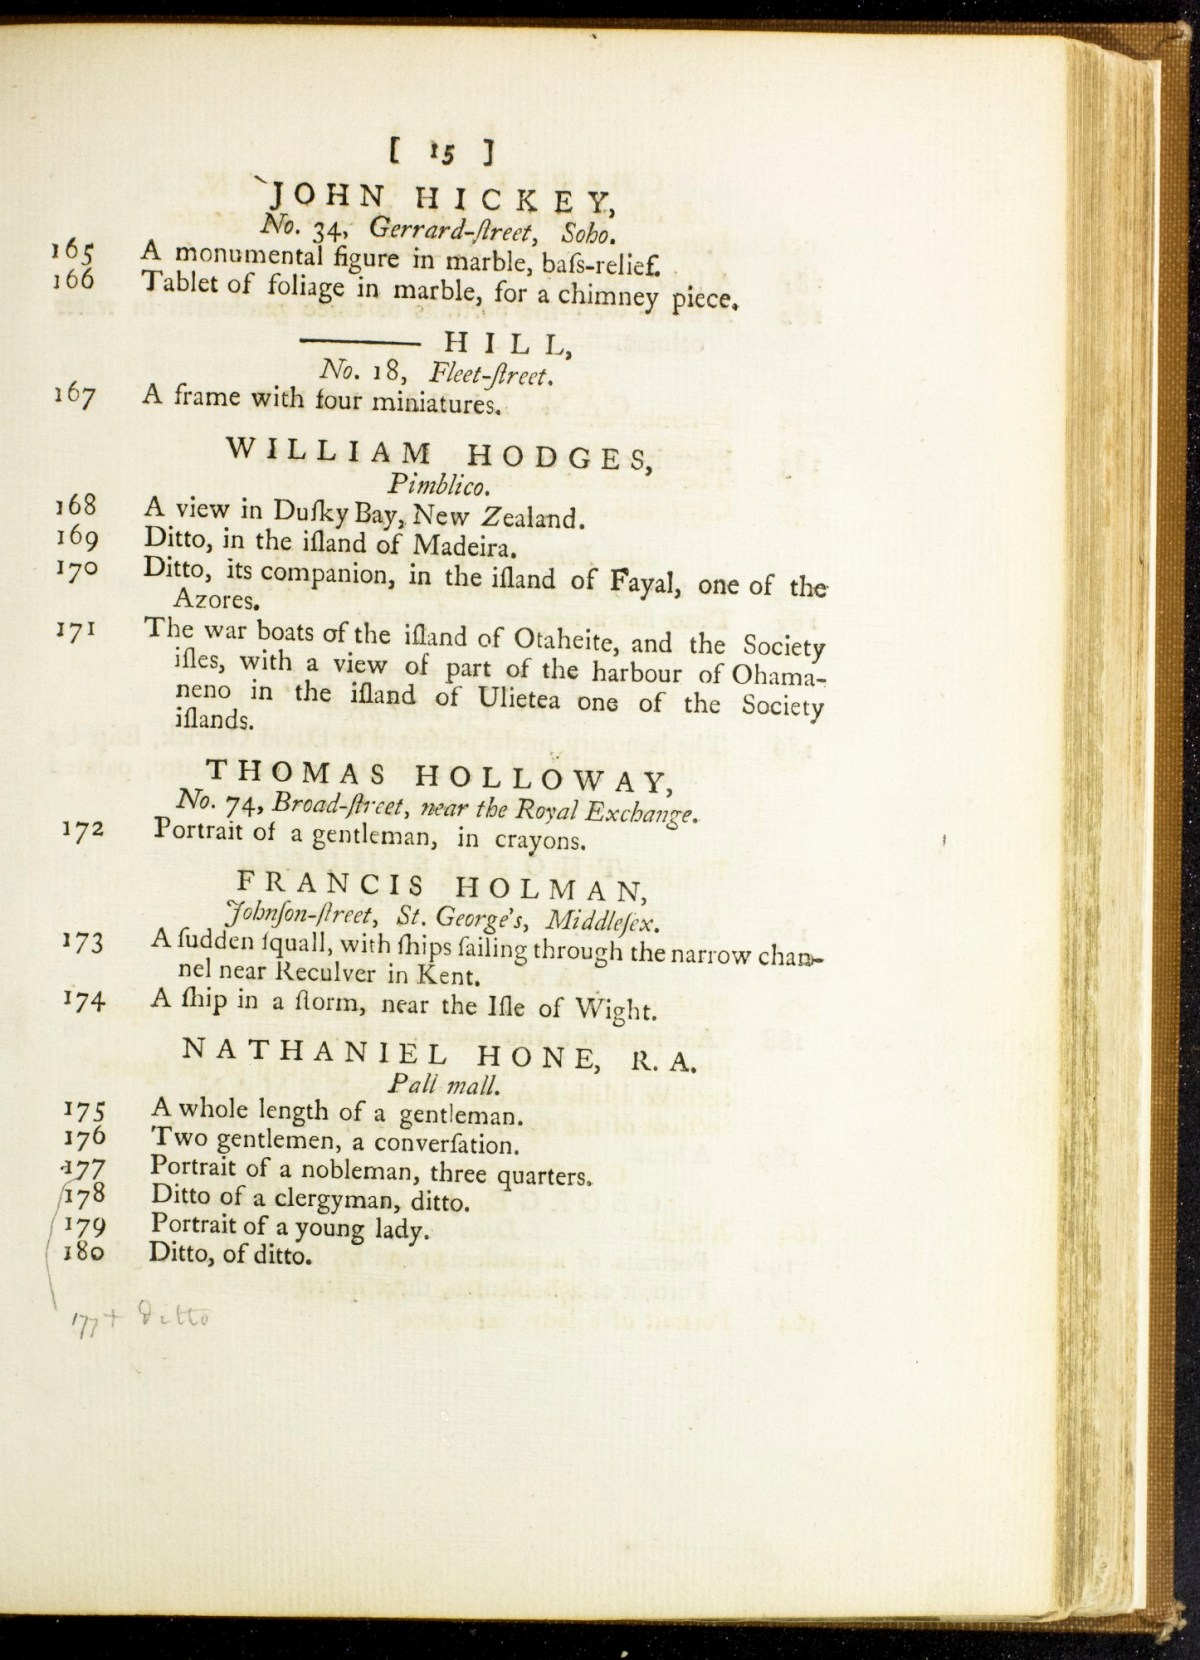 [ 15 ]
JOHN HICKEY,
No. 34, Gerrard-ſtreet, Soho.
165 A monumental figure in marble, baſs-relief.
166 Tablet of foliage in marble, for a chimney piece.
——— HILL,
No. 18, Fleet-ſtreet.
167 A frame with four miniatures.
WILLIAM HODGES,
Pimblico.
168 A view in Duſky Bay, New Zealand.
169 Ditto, in the iſland of Madeira.
170 Ditto, its companion, in the iſland of Fayal, one of the
Azores.
171 The war boats of the iſland of Otaheite, and the Society
iſles, with a view of part of the harbour of Ohama-
neno in the iſland of Ulietea one of the Society
iſlands.
THOMAS HOLLOWAY,
No. 74, Broad-ſtreet, near the Royal Exchange.
172 Portrait of a gentleman, in crayons.
FRANCIS HOLMAN,
Johnſon-ſtreet, St. George's, Middleſex.
173 A ſudden ſquall, with ſhips ſailing through the narrow chan-
nel near Reculver in Kent.
174 A ſhip in a ſtorm, near the Iſle of Wight.
NATHANIEL HONE, R. A.
Pall mall.
175 A whole length of a gentleman.
176 Two gentlemen, a converſation.
177 Portrait of a nobleman, three quarters.
178 Ditto of a clergyman, ditto.
179 Portrait of a young lady.
180 Ditto, of ditto.
177+ Ditto